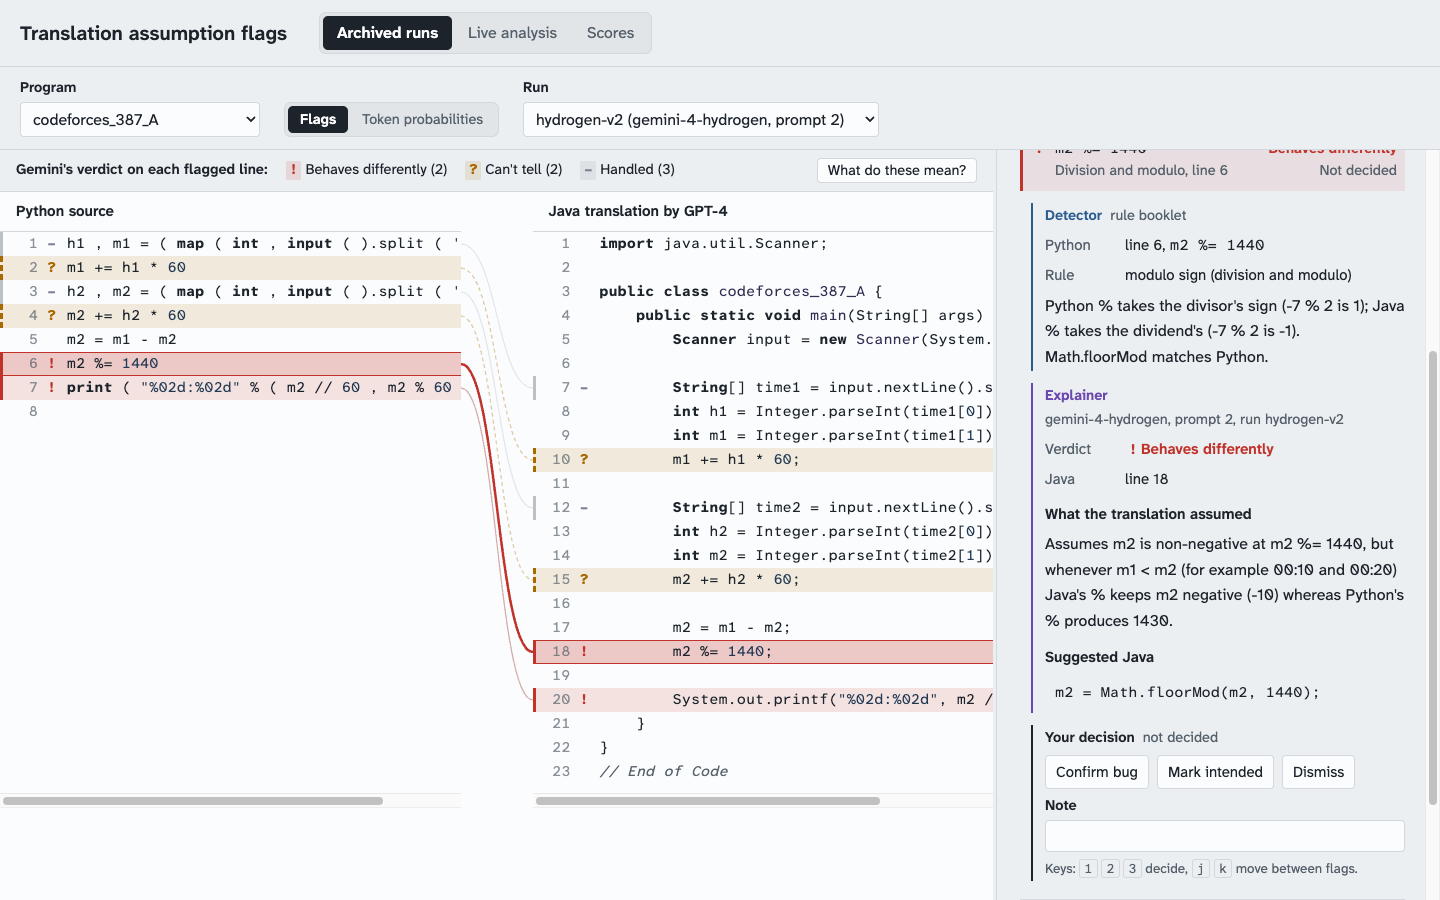 Translation assumption flags
Archived runs
Live analysis
Scores
Program
codeforces_387_A
Flags
Token probabilities
Run
hydrogen-v2 (gemini-4-hydrogen, prompt 2)
Gemini's verdict on each flagged line:
! Behaves differently (2)
? Can't tell (2)
– Handled (3)
What do these mean?
Python source
1 – h1 , m1 = ( map ( int , input ( ).split ( '
2 ? m1 += h1 * 60
3 – h2 , m2 = ( map ( int , input ( ).split ( '
4 ? m2 += h2 * 60
5 m2 = m1 - m2
6 ! m2 %= 1440
7 ! print ( "%02d:%02d" % ( m2 // 60 , m2 % 60
8
Java translation by GPT-4
1 import java.util.Scanner;
2
3 public class codeforces_387_A {
4 public static void main(String[] args)
5 Scanner input = new Scanner(System.
6
7 – String[] time1 = input.nextLine().s
8 int h1 = Integer.parseInt(time1[0])
9 int m1 = Integer.parseInt(time1[1])
10 ? m1 += h1 * 60;
11
12 – String[] time2 = input.nextLine().s
13 int h2 = Integer.parseInt(time2[0])
14 int m2 = Integer.parseInt(time2[1])
15 ? m2 += h2 * 60;
16
17 m2 = m1 - m2;
18 ! m2 %= 1440;
19
20 ! System.out.printf("%02d:%02d", m2 /
21 }
22 }
23 // End of Code
! m2 %= 1440 Behaves differently
Division and modulo, line 6 Not decided
Detector rule booklet
Python line 6, m2 %= 1440
Rule modulo sign (division and modulo)
Python % takes the divisor's sign (-7 % 2 is 1); Java
% takes the dividend's (-7 % 2 is -1).
Math.floorMod matches Python.
Explainer
gemini-4-hydrogen, prompt 2, run hydrogen-v2
Verdict ! Behaves differently
Java line 18
What the translation assumed
Assumes m2 is non-negative at m2 %= 1440, but
whenever m1 < m2 (for example 00:10 and 00:20)
Java's % keeps m2 negative (-10) whereas Python's
% produces 1430.
Suggested Java
m2 = Math.floorMod(m2, 1440);
Your decision not decided
Confirm bug
Mark intended
Dismiss
Note
Keys: 1 2 3 decide, j k move between flags.